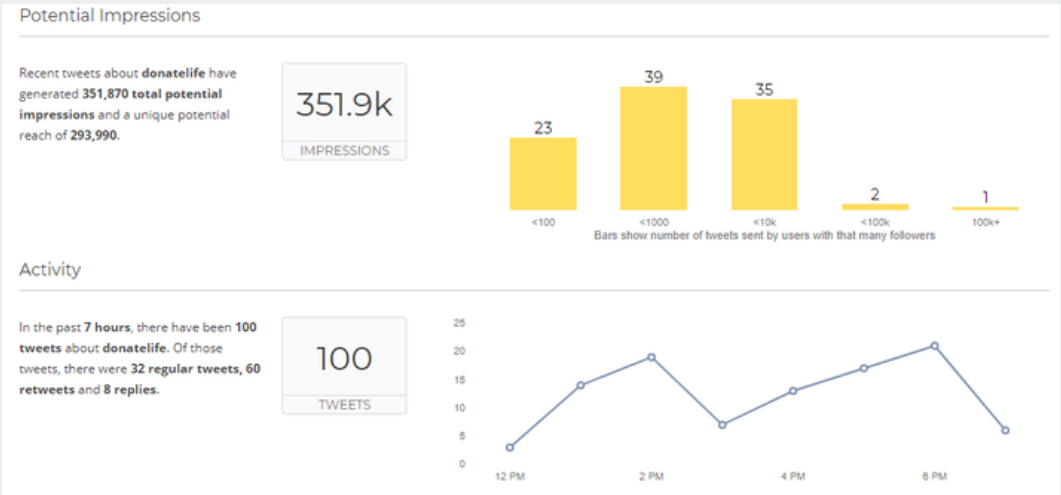 Potential Impressions
Recent tweets about donatelife have
generated 351,870 total potential
impressions and a unique potential
reach of 293,990.
351.9k
IMPRESSIONS
23
39
35
2
1
<100
<1000
<10k
<100k
100k+
Bars show number of tweets sent by users with that many followers
Activity
In the past 7 hours, there have been 100
tweets about donatelife. Of those
tweets, there were 32 regular tweets, 60
retweets and 8 replies.
100
TWEETS
25
20
15
10
5
0
12 PM
2 PM
4 PM
6 PM